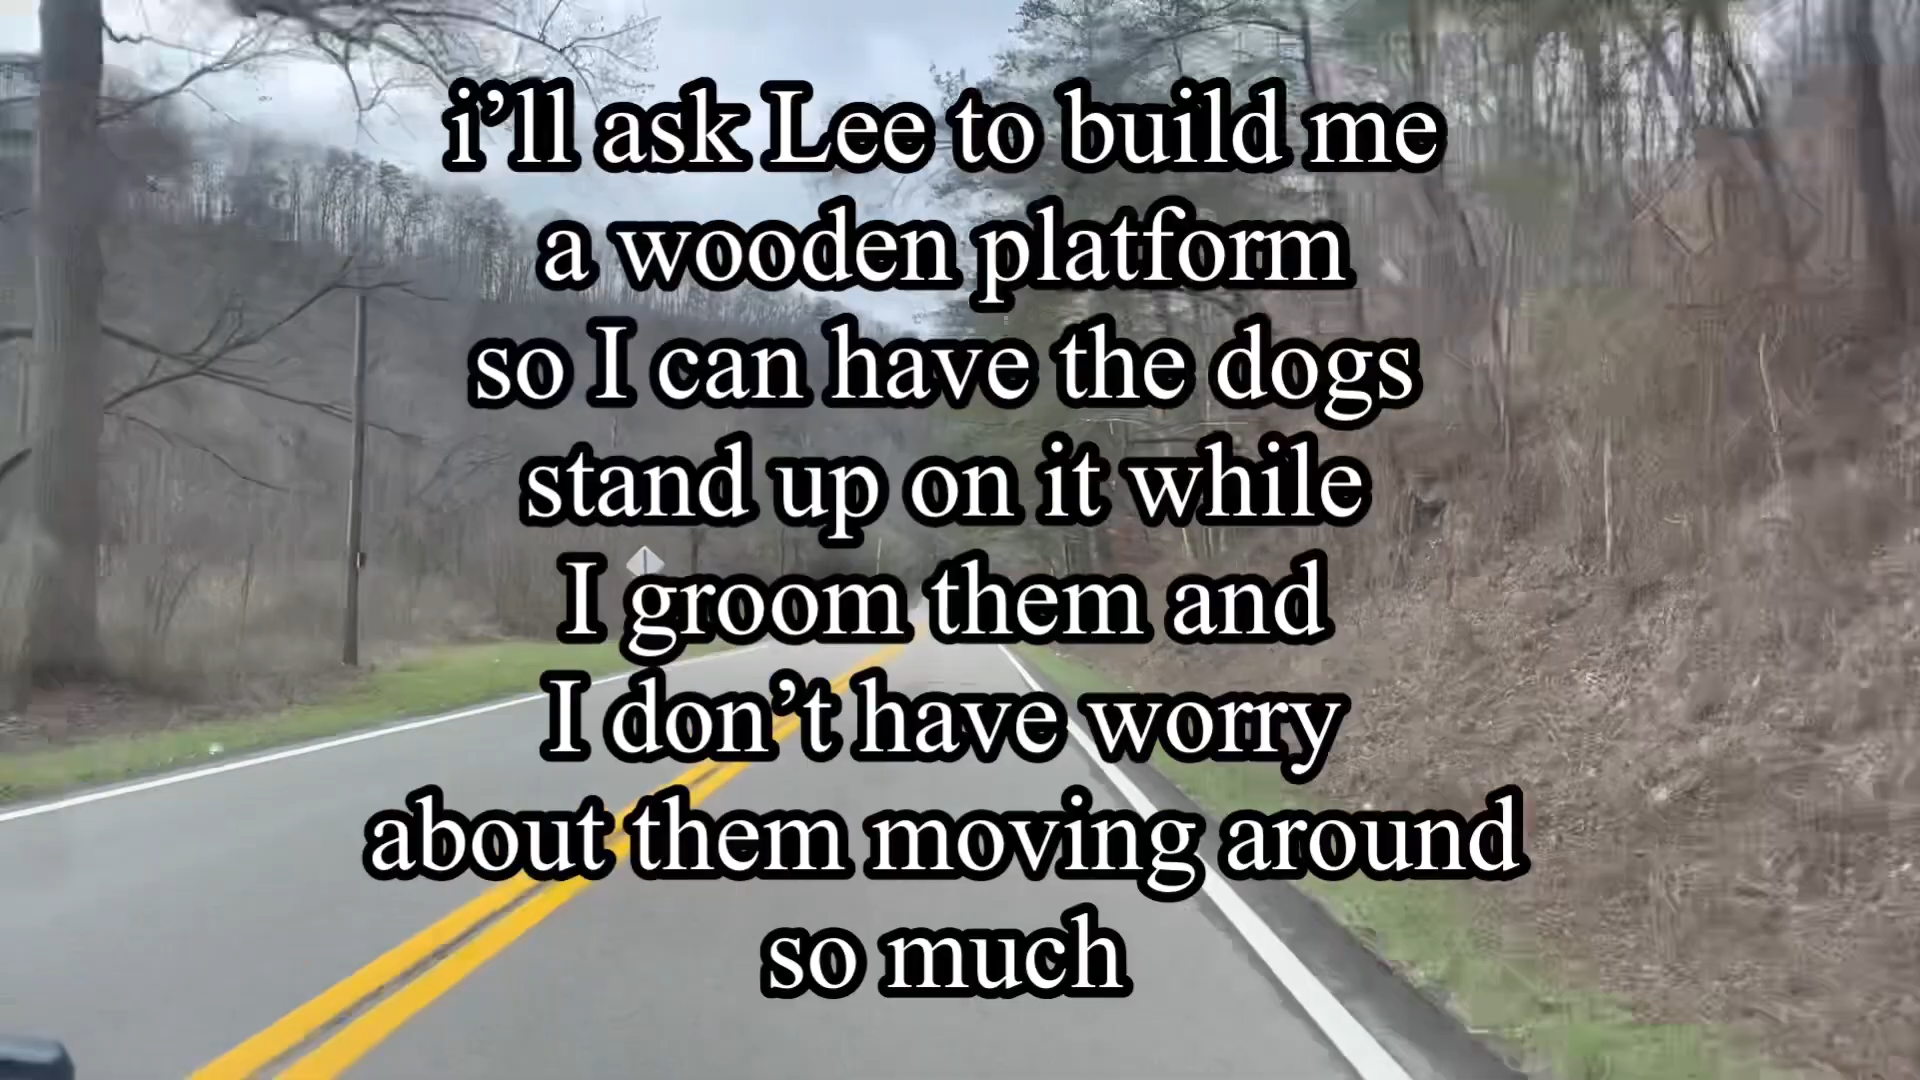 i’ll ask Lee to build me
a wooden platform
so I can have the dogs
stand up on it while
I groom them and
I don’t have worry
about them moving around
so much